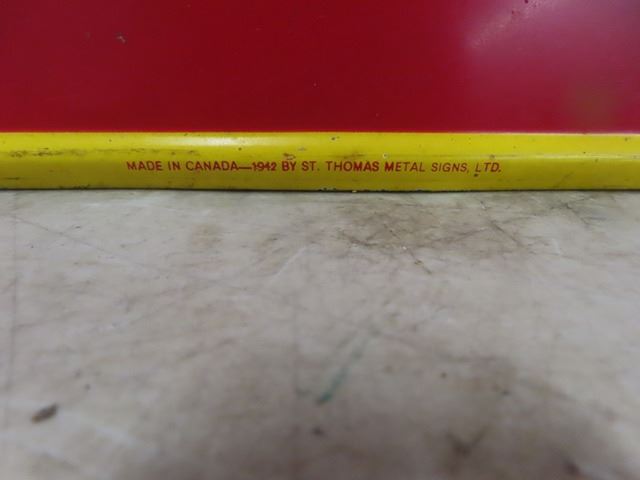 MADE IN CANADA—1942 BY ST. THOMAS METAL SIGNS, LTD.